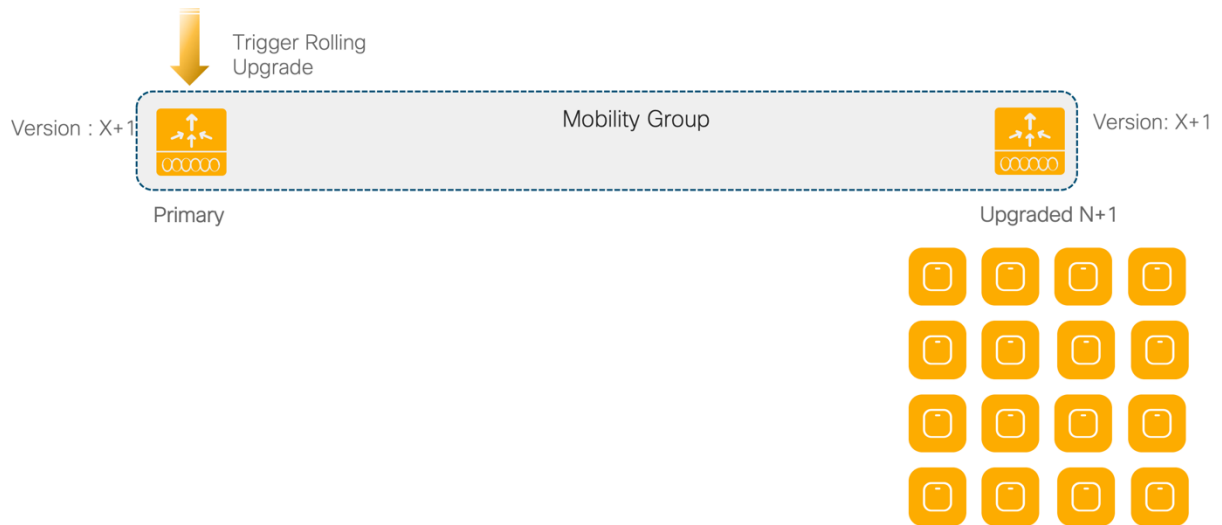 Trigger Rolling
Upgrade
Version : X+1
Mobility Group
Version: X+1
Primary
Upgraded N+1